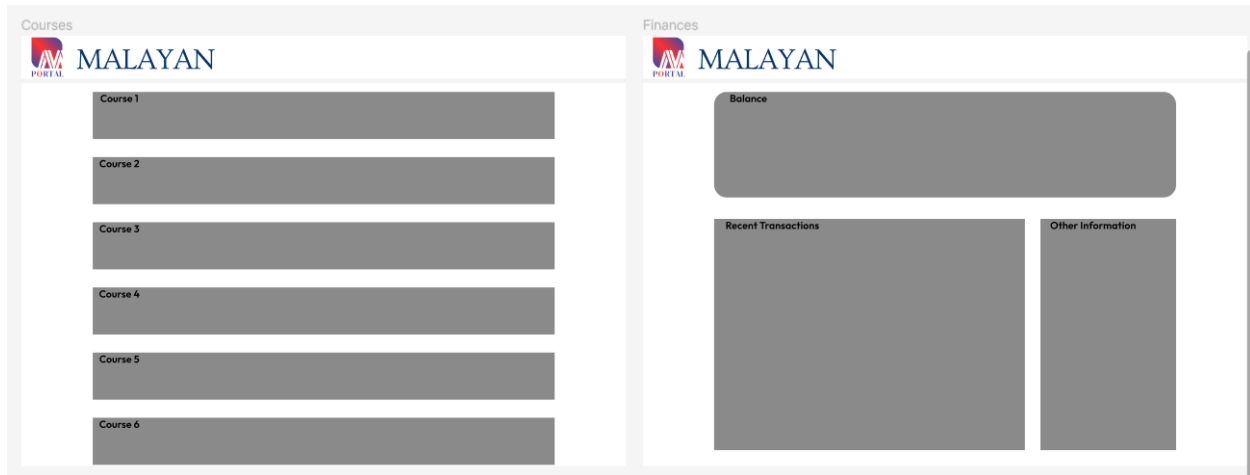 Courses
PORTAL
MALAYAN
Course 1
Course 2
Course 3
Course 4
Course 5
Course 6
Finances
PORTAL
MALAYAN
Balance
Recent Transactions
Other Information